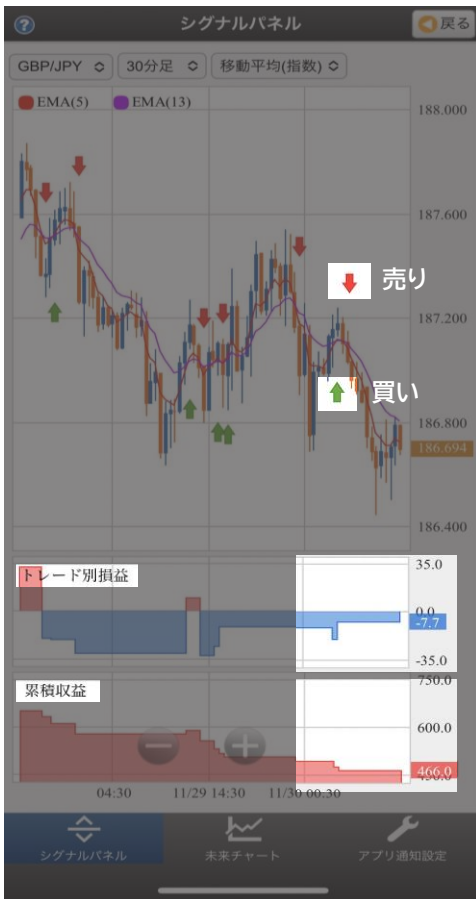 ?
シグナルパネル
戻る
GBP/JPY
30分足
移動平均(指数)
EMA(5)
EMA(13)
188.000
187.600
売り
187.200
買い
186.800
186.694
186.400
トレード別損益
35.0
0.0
-7.7
-35.0
累積収益
750.0
600.0
466.0
450.0
04:30
11/29 14:30
11/30 00:30
シグナルパネル
未来チャート
アプリ通知設定